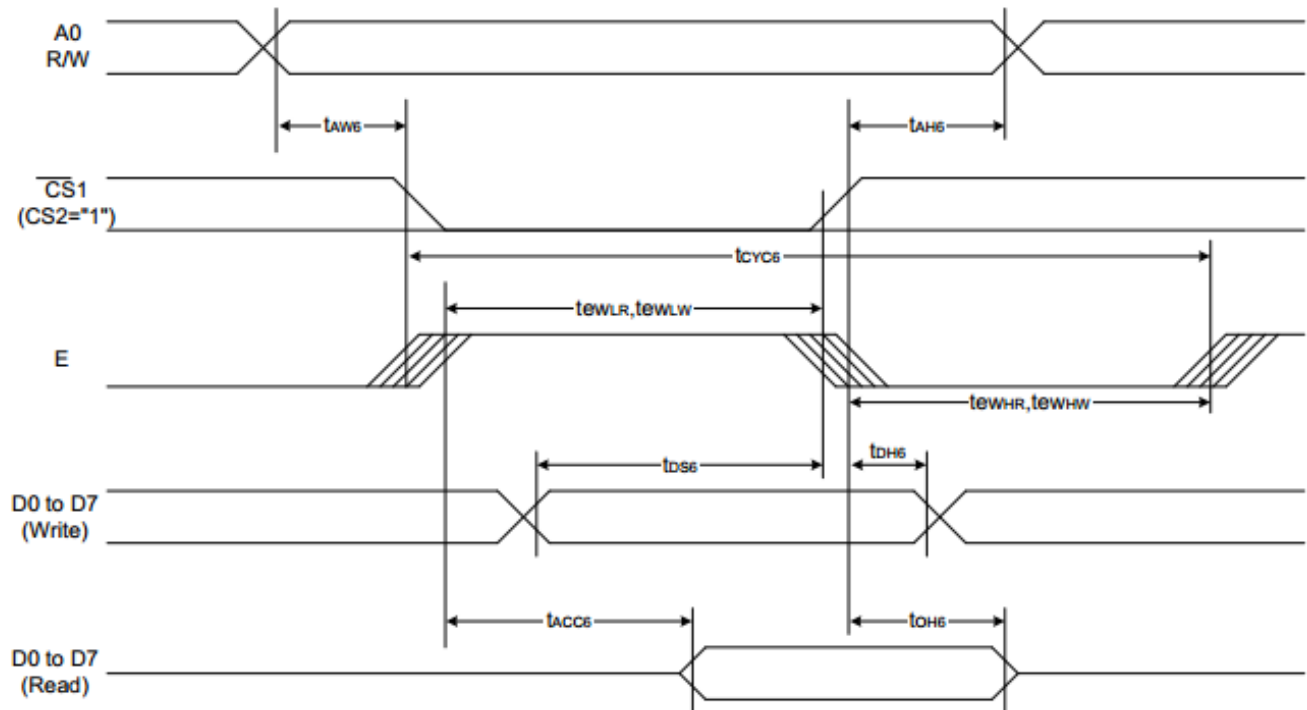 A0
R/W
tAW6
tAH6
CS1
(CS2="1")
tCYC6
tewLR,tewLW
E
tewHR,tewHW
tDS6
tDH6
D0 to D7
(Write)
tACC6
tOH6
D0 to D7
(Read)